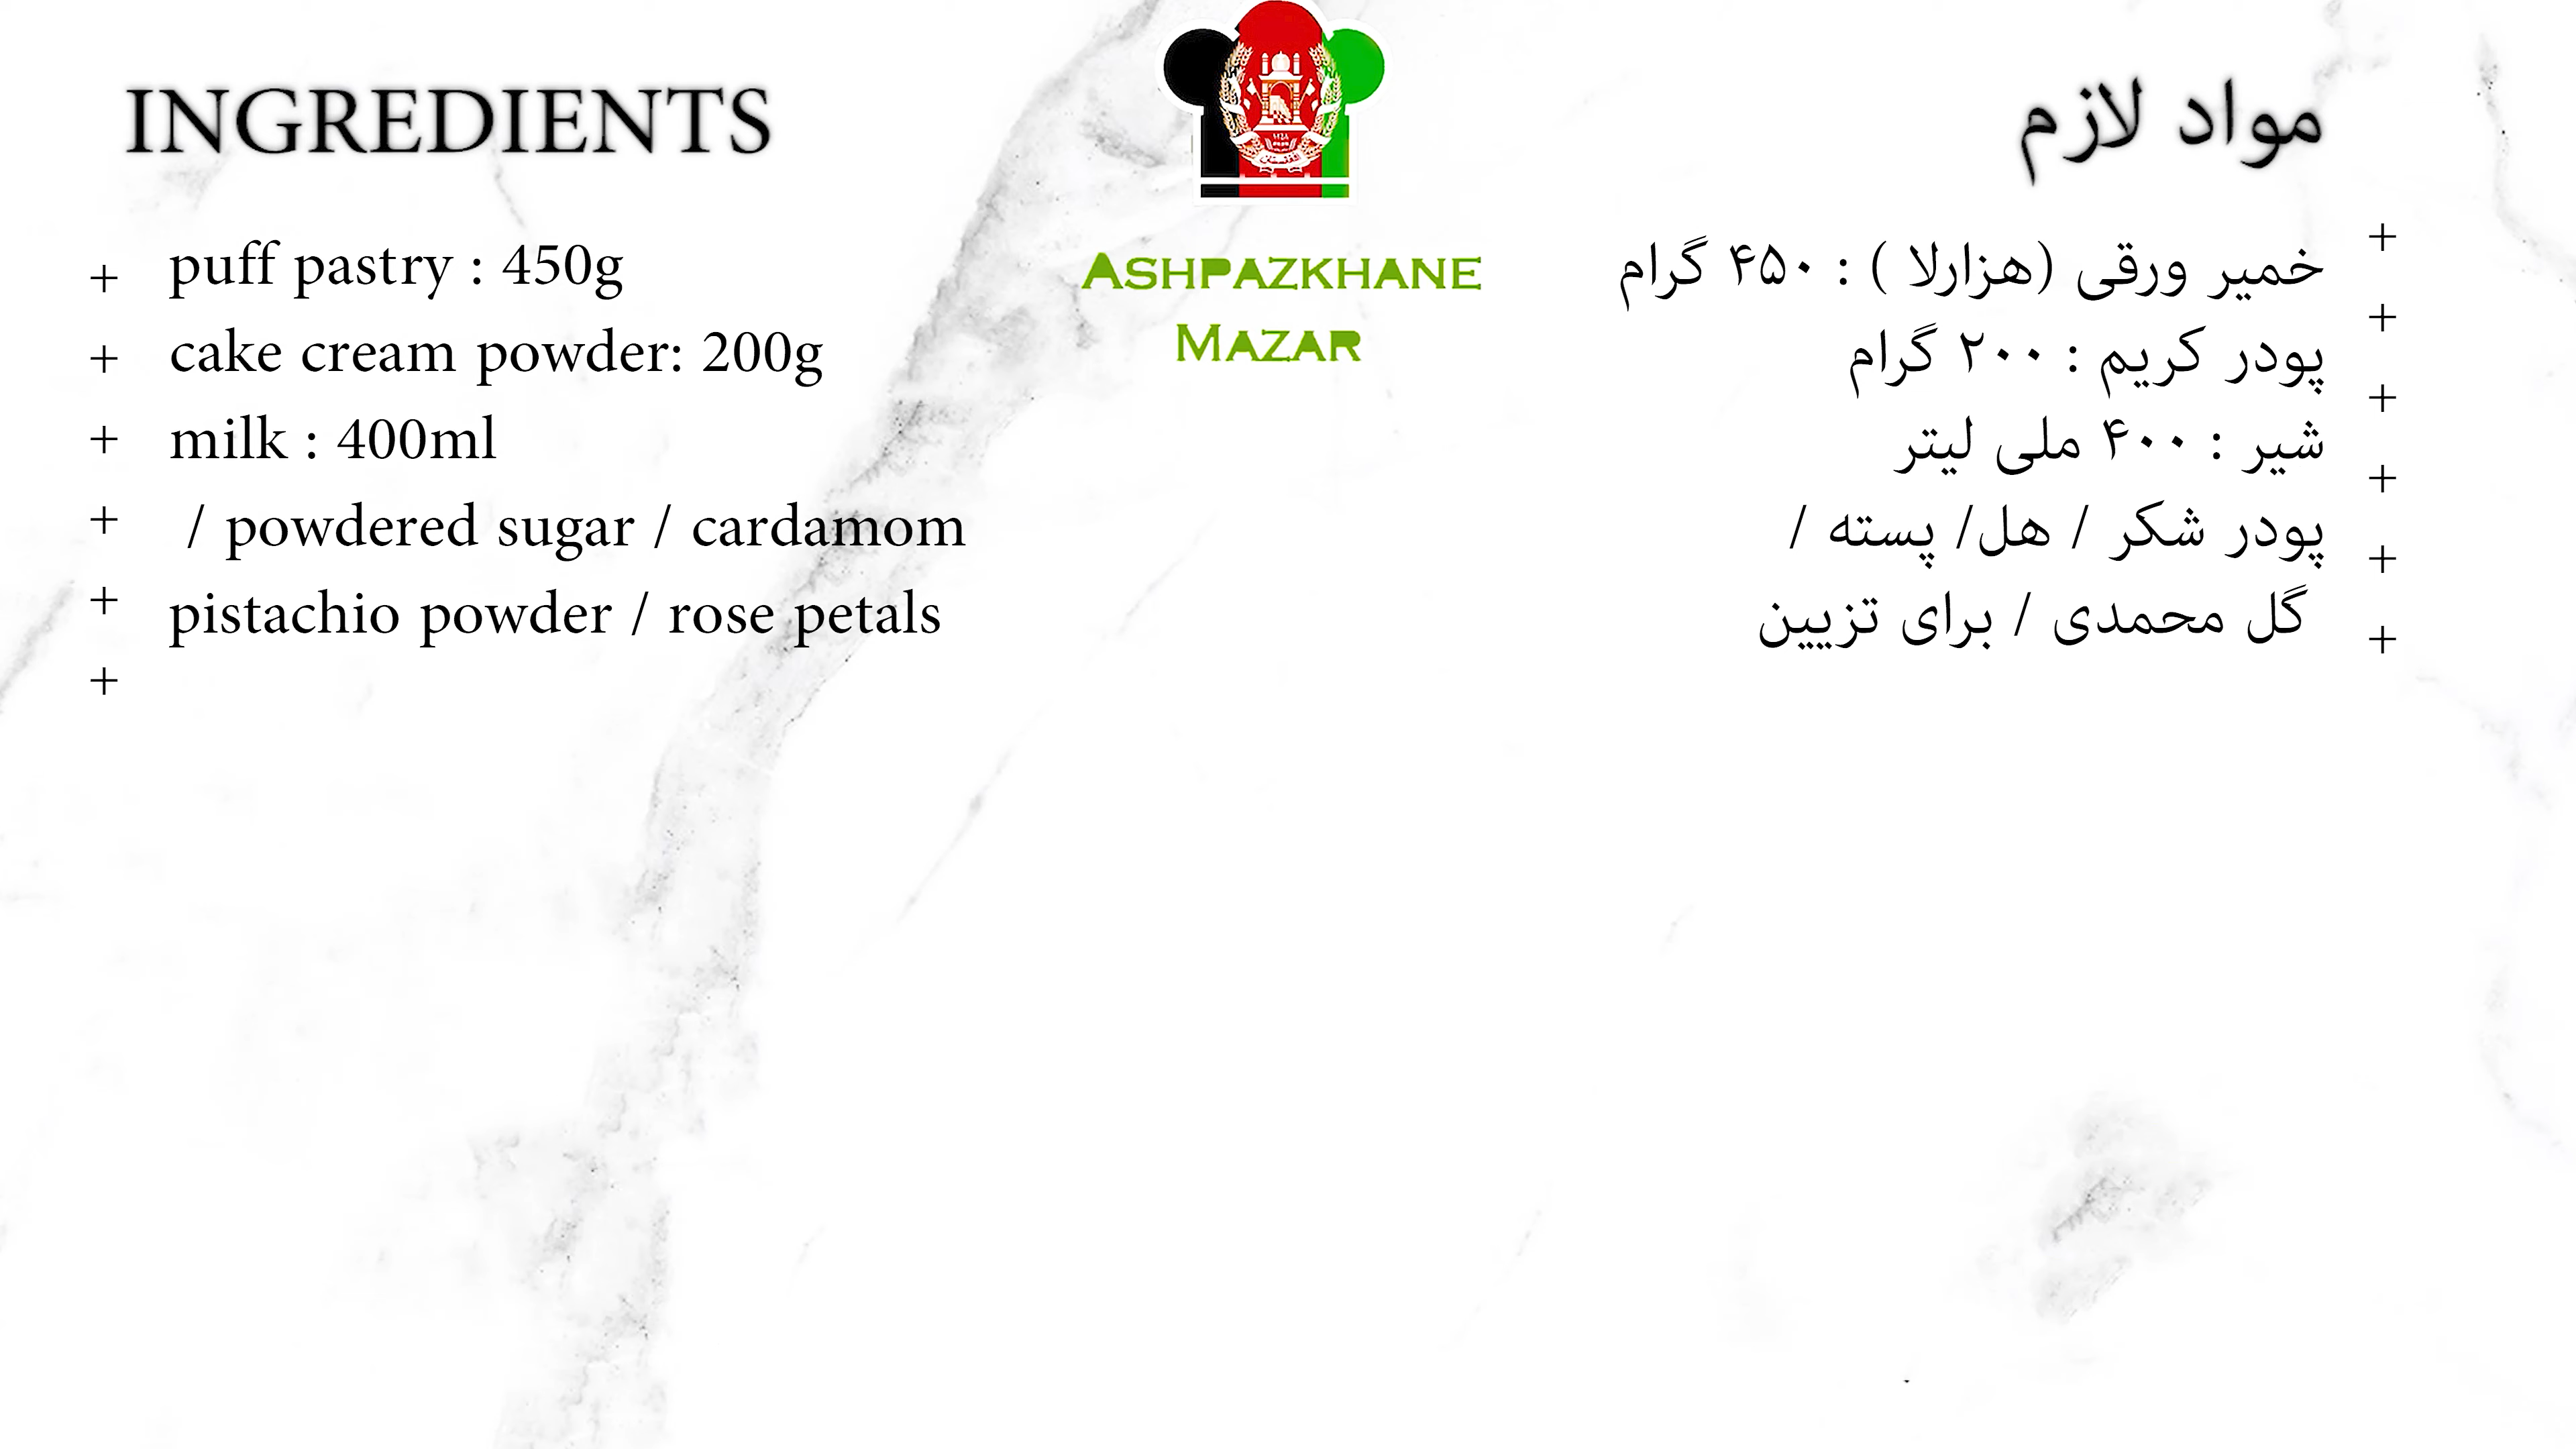 INGREDIENTS
+ puff pastry : 450g
+ cake cream powder: 200g
+ milk : 400ml
+ / powdered sugar / cardamom
+ pistachio powder / rose petals
+
ASHPAZKHANE
MAZAR
مواد لازم
+ خمیر ورقی (هزارلا ) : ۴۵۰ گرام
+ پودر کریم : ۲۰۰ گرام
+ شیر : ۴۰۰ ملی لیتر
+ پودر شکر / هل/ پسته /
+ گل محمدی / برای تزیین
+